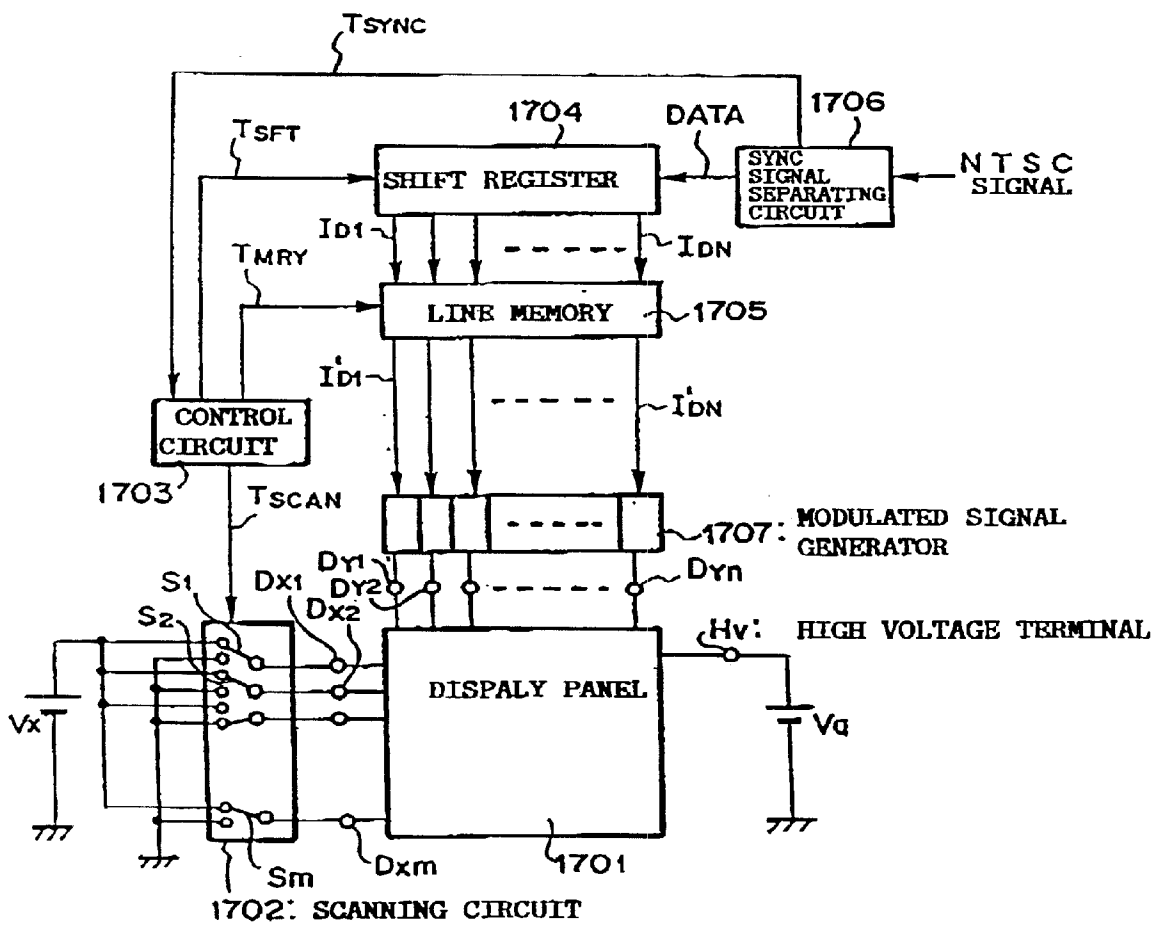 TSYNC
1704
DATA
1706
TSFT
SHIFT REGISTER
SYNC
SIGNAL
SEPARATING
CIRCUIT
NTSC
SIGNAL
ID1
IDN
TMRY
LINE MEMORY
1705
I'D1
I'DN
CONTROL
CIRCUIT
1703
TSCAN
1707: MODULATED SIGNAL
GENERATOR
DY1
DY2
DYn
S1
DX1
S2
DX2
HV: HIGH VOLTAGE TERMINAL
DISPALY PANEL
Vx
Va
Sm
Dxm
1701
1702: SCANNING CIRCUIT